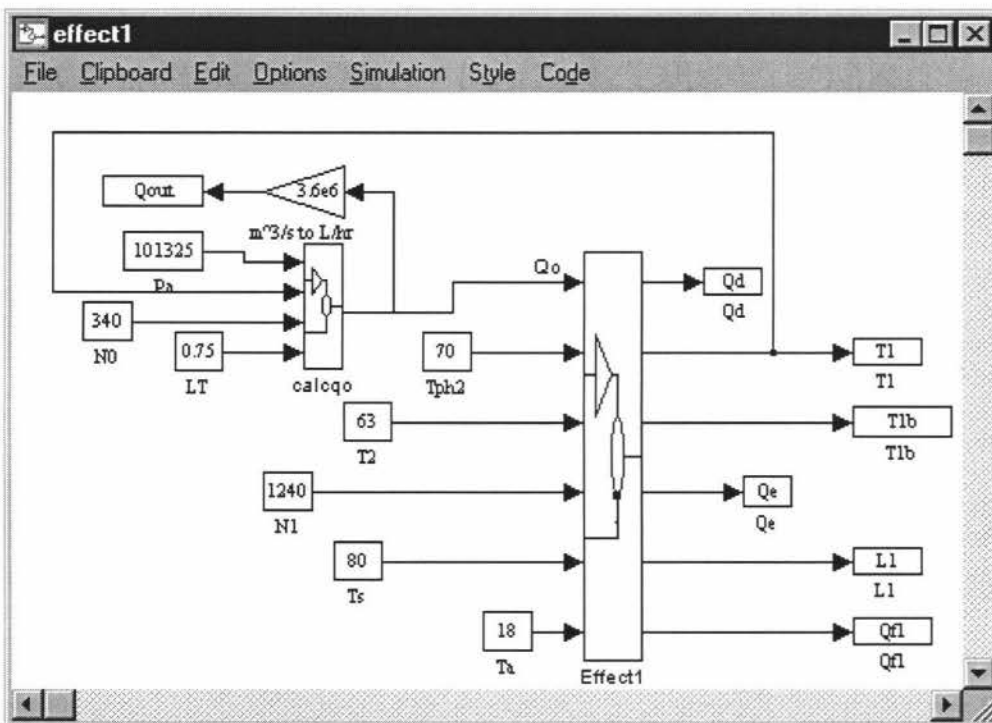 effect1
File Clipboard Edit Options Simulation Style Code
Qout
3.6e6
m^3/s to L/hr
101325
Pa
340
N0
0.75
LT
calcqo
Qo
70
Tph2
63
T2
1240
N1
80
Ts
18
Ta
Effect1
Qd
Qd
T1
T1
T1b
T1b
Qe
Qe
L1
L1
Qf1
Qf1